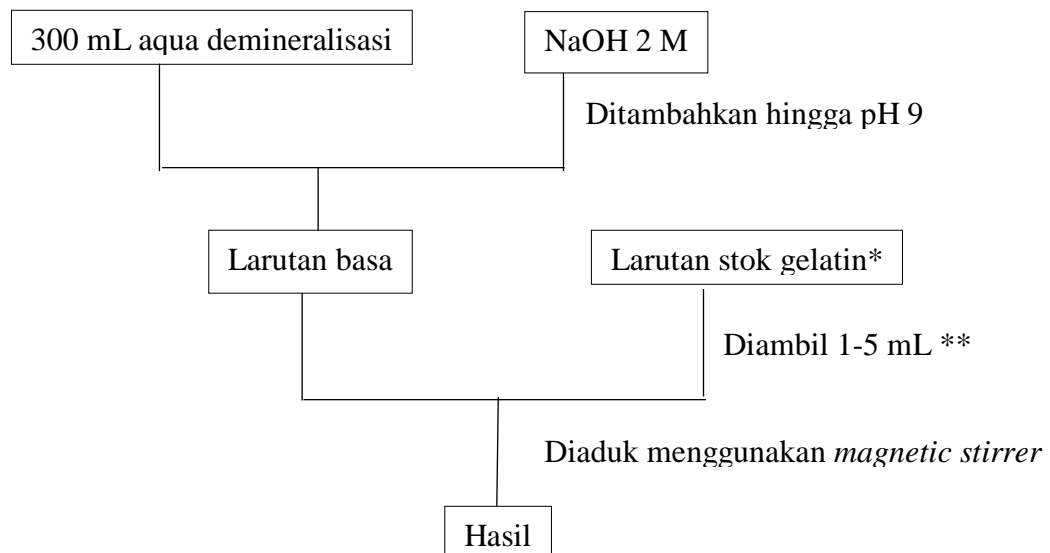 300 mL aqua demineralisasi
NaOH 2 M
Ditambahkan hingga pH 9
Larutan basa
Larutan stok gelatin*
Diambil 1-5 mL **
Diaduk menggunakan magnetic stirrer
Hasil